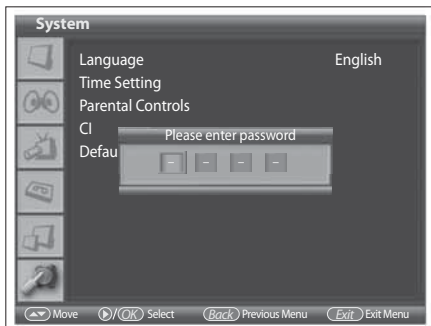 System
Language English
Time Setting
Parental Controls
CI
Please enter password
Defau
- - - -
Move /OK Select Back Previous Menu Exit Exit Menu